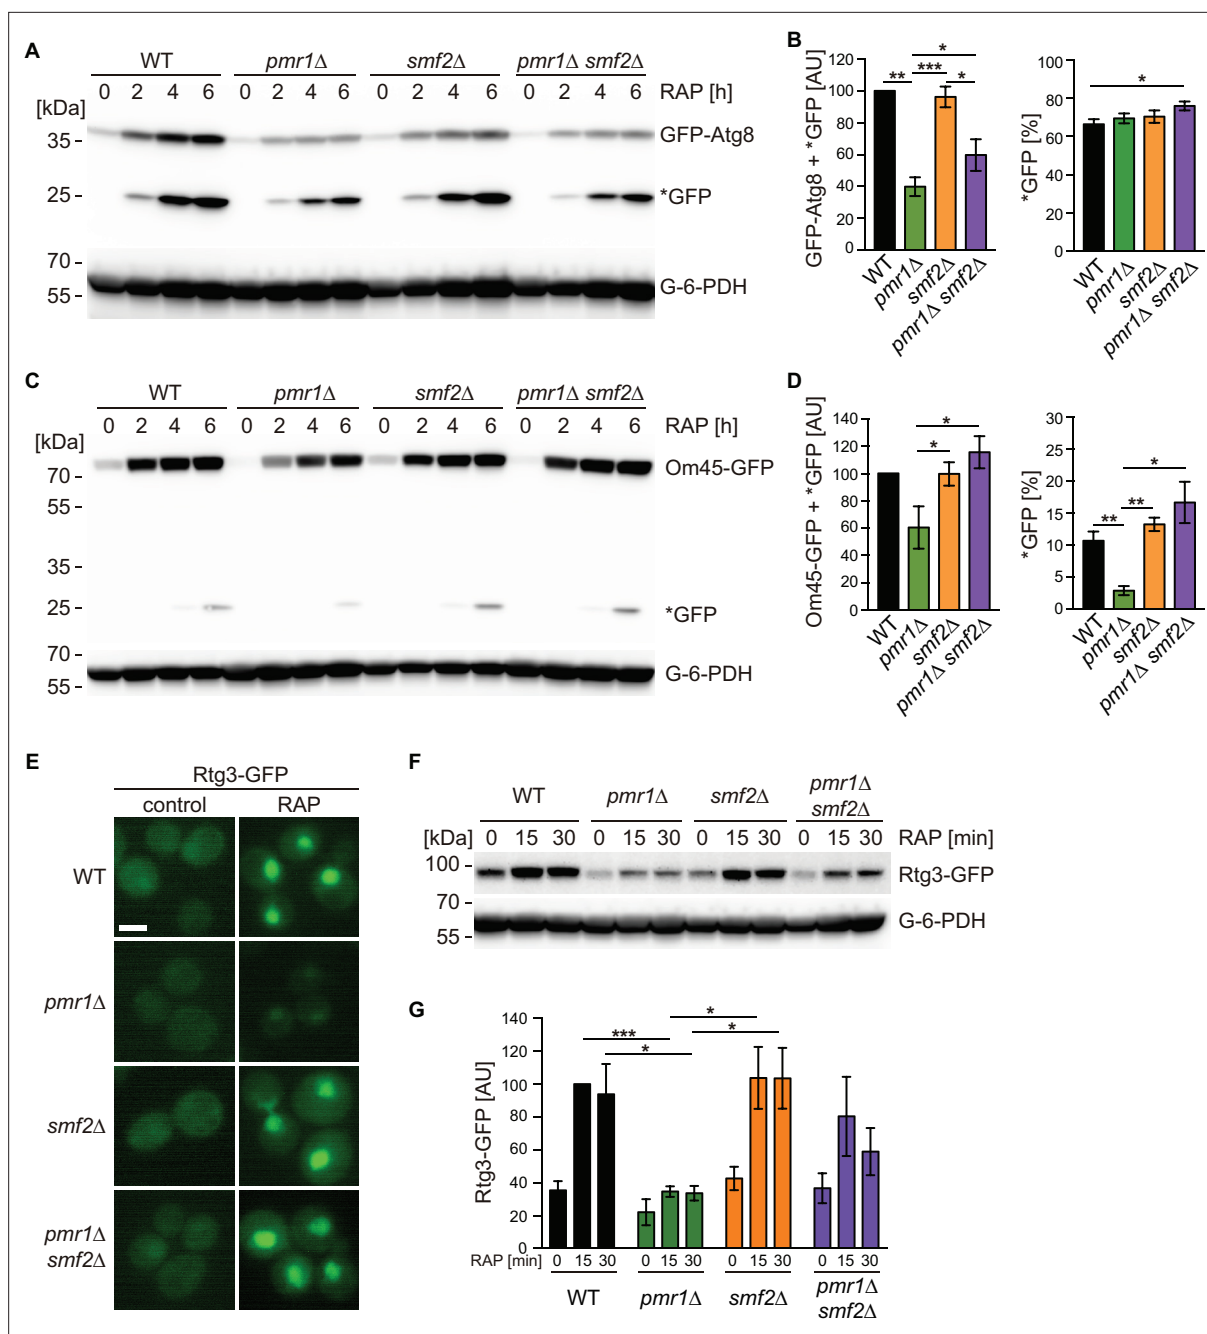 A
WT pmr1Δ smf2Δ pmr1Δ smf2Δ
0 2 4 6 0 2 4 6 0 2 4 6 0 2 4 6 RAP [h]
[kDa]
35 GFP-Atg8
25 *GFP
70
55 G-6-PDH
B
GFP-Atg8 + *GFP [AU]
100
80
60
40
20
0
** *** * *
WT pmr1Δ smf2Δ pmr1Δ smf2Δ
*GFP [%]
100
80
60
40
20
0
*
WT pmr1Δ smf2Δ pmr1Δ smf2Δ
C
WT pmr1Δ smf2Δ pmr1Δ smf2Δ
0 2 4 6 0 2 4 6 0 2 4 6 0 2 4 6 RAP [h]
[kDa]
70 Om45-GFP
55
35
25 *GFP
70
55 G-6-PDH
D
Om45-GFP + *GFP [AU]
140
120
100
80
60
40
20
0
* *
WT pmr1Δ smf2Δ pmr1Δ smf2Δ
*GFP [%]
30
25
20
15
10
5
0
** ** *
WT pmr1Δ smf2Δ pmr1Δ smf2Δ
E
Rtg3-GFP
control RAP
WT
pmr1Δ
smf2Δ
pmr1Δ
smf2Δ
F
WT pmr1Δ smf2Δ pmr1Δ
smf2Δ
[kDa] 0 15 30 0 15 30 0 15 30 0 15 30 RAP [min]
100 Rtg3-GFP
70
55 G-6-PDH
G
Rtg3-GFP [AU]
140
120
100
80
60
40
20
0
*** * * *
RAP [min] 0 15 30 0 15 30 0 15 30 0 15 30
WT pmr1Δ smf2Δ pmr1Δ
smf2Δ